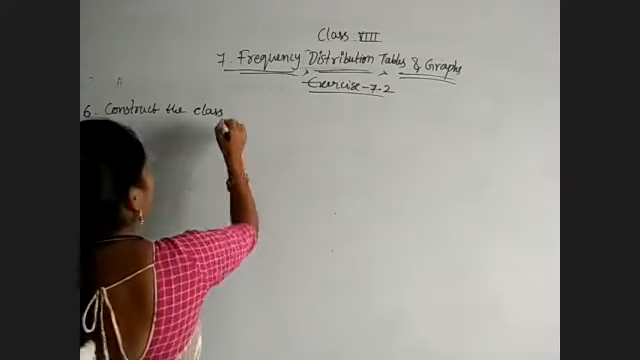 Class VIII
7. Frequency Distribution Tables & Graphs
Exercise-7.2
6. Construct the class